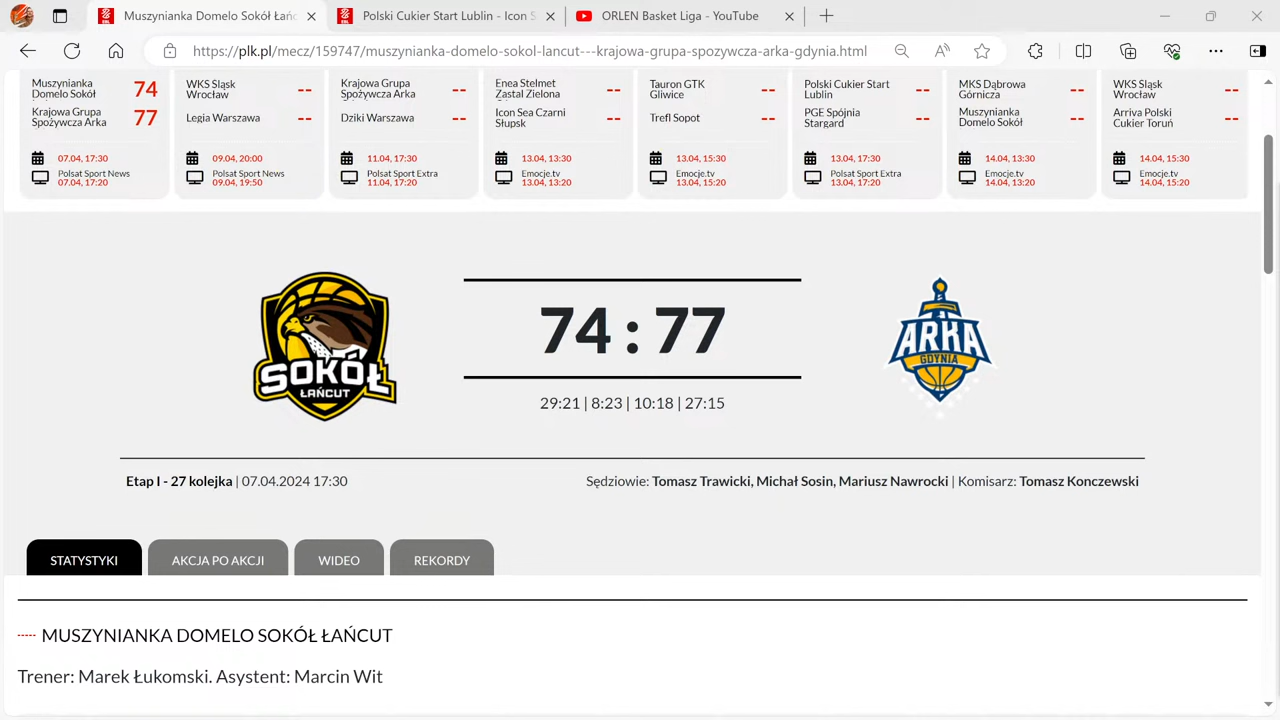 Muszynianka Domelo Sokół Łańc
Polski Cukier Start Lublin - Icon S
ORLEN Basket Liga - YouTube
https://plk.pl/mecz/159747/muszynianka-domelo-sokol-lancut---krajowa-grupa-spozywcza-arka-gdynia.html
Muszynianka
Domelo Sokół
74
Krajowa Grupa
Spożywcza Arka
77
07.04, 17:30
Polsat Sport News
07.04, 17:20
WKS Śląsk
Wrocław
--
Legia Warszawa
--
09.04, 20:00
Polsat Sport News
09.04, 19:50
Krajowa Grupa
Spożywcza Arka
--
Dziki Warszawa
--
11.04, 17:30
Polsat Sport Extra
11.04, 17:20
Enea Stelmet
Zastal Zielona
--
Icon Sea Czarni
Słupsk
--
13.04, 13:30
Emocje.tv
13.04, 13:20
Tauron GTK
Gliwice
--
Trefl Sopot
--
13.04, 15:30
Emocje.tv
13.04, 15:20
Polski Cukier Start
Lublin
--
PGE Spójnia
Stargard
--
13.04, 17:30
Polsat Sport Extra
13.04, 17:20
MKS Dąbrowa
Górnicza
--
Muszynianka
Domelo Sokół
--
14.04, 13:30
Emocje.tv
14.04, 13:20
WKS Śląsk
Wrocław
--
Arriva Polski
Cukier Toruń
--
14.04, 15:30
Emocje.tv
14.04, 15:20
SOKÓŁ
ŁAŃCUT
74 : 77
29:21 | 8:23 | 10:18 | 27:15
ARKA
GDYNIA
Etap I - 27 kolejka | 07.04.2024 17:30
Sędziowie: Tomasz Trawicki, Michał Sosin, Mariusz Nawrocki | Komisarz: Tomasz Konczewski
STATYSTYKI
AKCJA PO AKCJI
WIDEO
REKORDY
----- MUSZYNIANKA DOMELO SOKÓŁ ŁAŃCUT
Trener: Marek Łukomski. Asystent: Marcin Wit